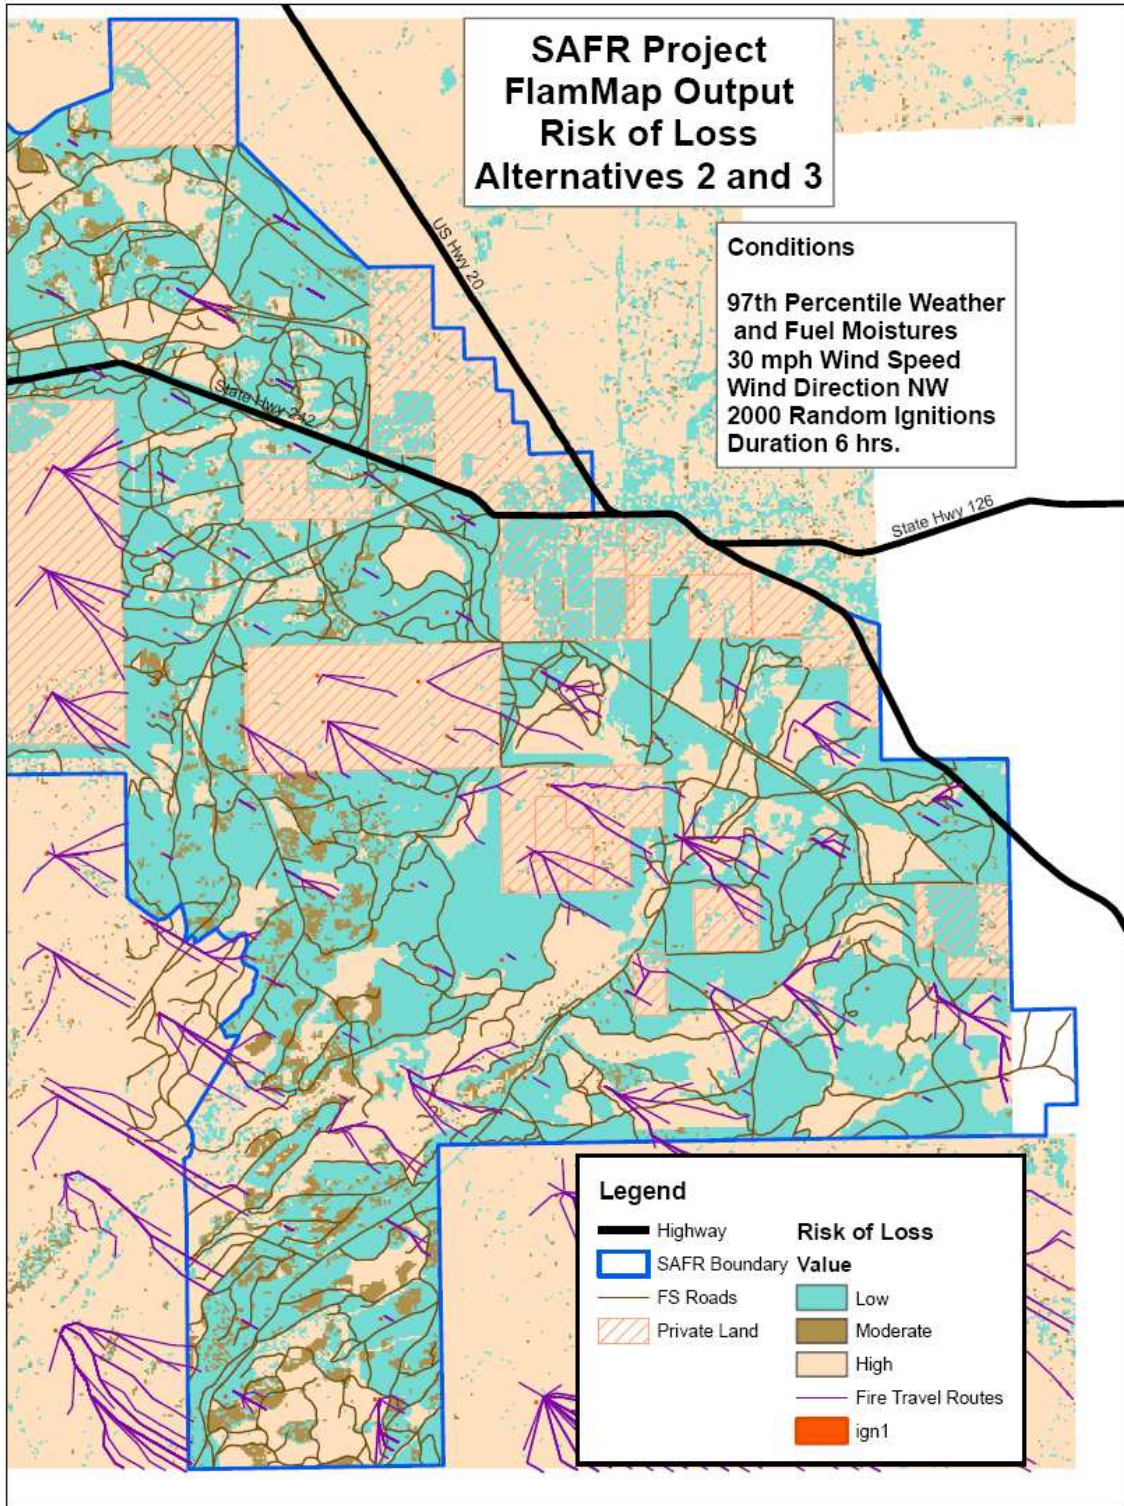 SAFR Project
FlamMap Output
Risk of Loss
Alternatives 2 and 3
US Hwy 20
Conditions
97th Percentile Weather
and Fuel Moistures
30 mph Wind Speed
Wind Direction NW
2000 Random Ignitions
Duration 6 hrs.
State Hwy 242
State Hwy 126
Legend
Highway
SAFR Boundary
FS Roads
Private Land
Risk of Loss
Value
Low
Moderate
High
Fire Travel Routes
ign1